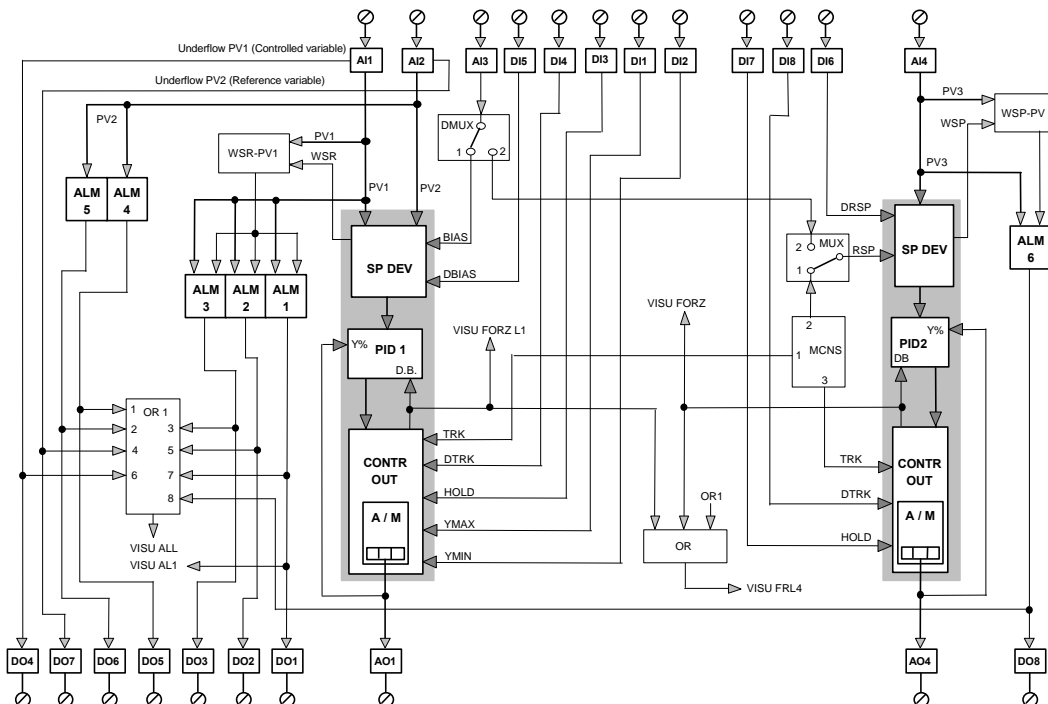 Underflow PV1 (Controlled variable)
Underflow PV2 (Reference variable)
AI1
AI2
AI3
DI5
DI4
DI3
DI1
DI2
DI7
DI8
DI6
AI4
PV2
PV1
WSR-PV1
WSR
DMUX
1
2
PV3
WSP
WSP-PV
ALM 5
ALM 4
PV1
PV2
PV3
DRSP
BIAS
SP DEV
DBIAS
2
MUX
1
RSP
SP DEV
ALM 6
ALM 3
ALM 2
ALM 1
VISU FORZ L1
VISU FORZ
2
1
MCNS
3
Y%
PID 1
D.B.
Y%
PID2
DB
1
OR 1
2
3
4
5
6
7
8
TRK
DTRK
HOLD
YMAX
YMIN
CONTR OUT
A / M
TRK
DTRK
HOLD
CONTR OUT
A / M
OR1
OR
VISU ALL
VISU AL1
VISU FRL4
DO4
DO7
DO6
DO5
DO3
DO2
DO1
AO1
AO4
DO8